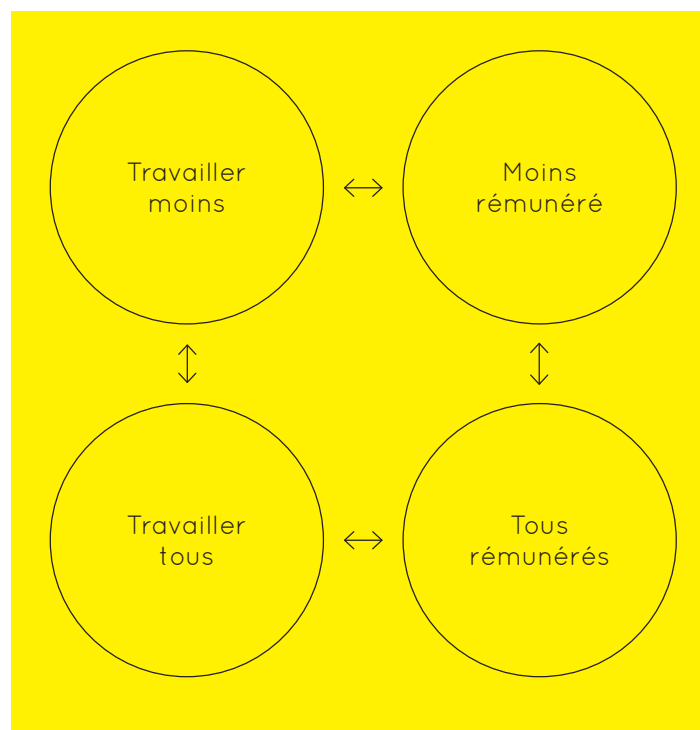 Travailler
moins
Moins
rémunéré
Travailler
tous
Tous
rémunérés